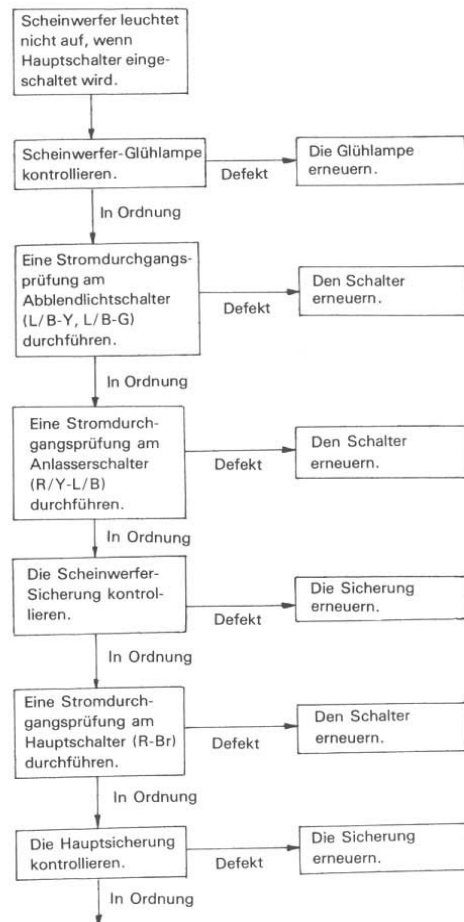 Scheinwerfer leuchtet
nicht auf, wenn
Hauptschalter einge-
schaltet wird.
Scheinwerfer-Glühlampe
kontrollieren.
Defekt
Die Glühlampe
erneuern.
In Ordnung
Eine Stromdurchgangs-
prüfung am
Abblendlichtschalter
(L/B-Y, L/B-G)
durchführen.
Defekt
Den Schalter
erneuern.
In Ordnung
Eine Stromdurch-
gangsprüfung am
Anlasserschalter
(R/Y-L/B)
durchführen.
Defekt
Den Schalter
erneuern.
In Ordnung
Die Scheinwerfer-
Sicherung kontrol-
lieren.
Defekt
Die Sicherung
erneuern.
In Ordnung
Eine Stromdurch-
gangsprüfung am
Hauptschalter (R-Br)
durchführen.
Defekt
Den Schalter
erneuern.
In Ordnung
Die Hauptsicherung
kontrollieren.
Defekt
Die Sicherung
erneuern.
In Ordnung